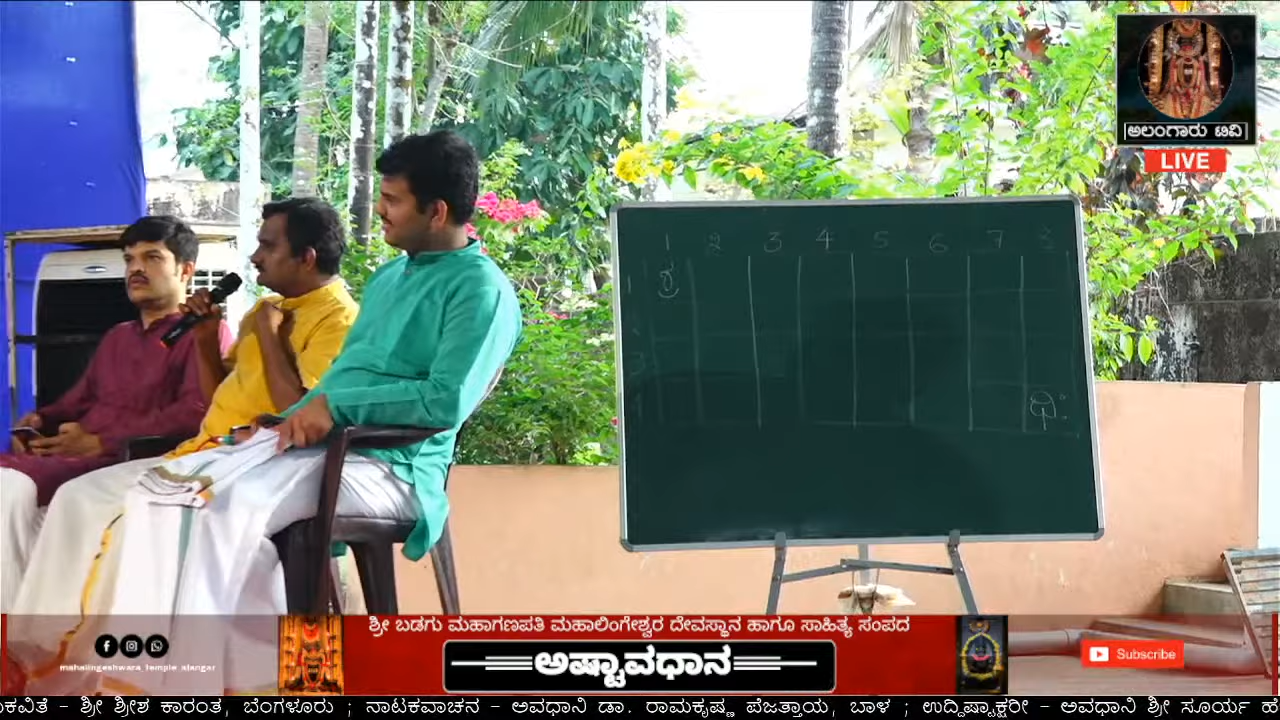 |ಅಲಂಗಾರು ಟಿವಿ|
LIVE
1 2 3 4 5 6 7 8
ಶ್ರೀ ಬಡಗು ಮಹಾಗಣಪತಿ ಮಹಾಲಿಂಗೇಶ್ವರ ದೇವಸ್ಥಾನ ಹಾಗೂ ಸಾಹಿತ್ಯ ಸಂಪದ
ಅಷ್ಟಾವಧಾನ
mahalingeshwara_temple_alangar
Subscribe
ಕವಿತೆ - ಶ್ರೀ ಶ್ರೀಶ ಕಾರಂತ, ಬೆಂಗಳೂರು ; ನಾಟಕವಾಚನ - ಅವಧಾನಿ ಡಾ. ರಾಮಕೃಷ್ಣ ಪೆಜತ್ತಾಯ, ಬಾಳ ; ಉದ್ದಿಷ್ಟಾಕ್ಷರೀ - ಅವಧಾನಿ ಶ್ರೀ ಸೂರ್ಯ